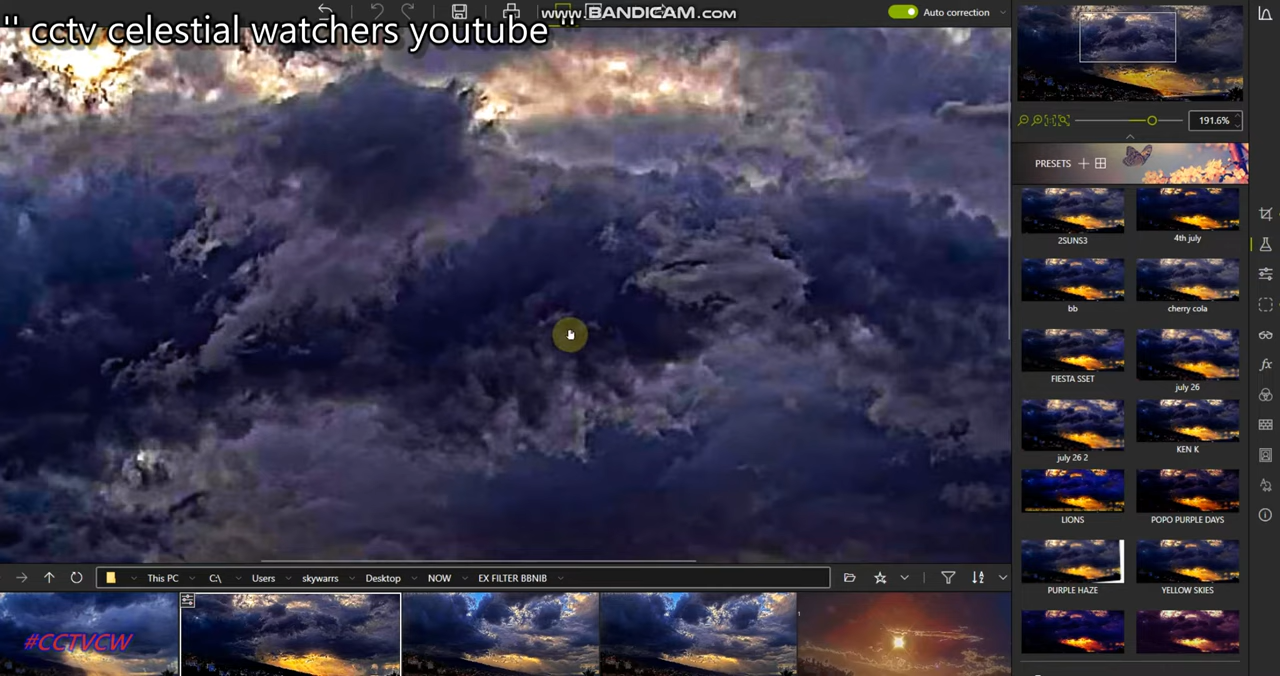 " cctv celestial watchers youtube "
www.BANDICAM.com
Auto correction
191.6%
PRESETS
2SUNS3
4th july
bb
cherry cola
FIESTA SSET
july 26
july 26 2
KEN K
LIONS
POPO PURPLE DAYS
PURPLE HAZE
YELLOW SKIES
This PC
C:\
Users
skywarrs
Desktop
NOW
EX FILTER BBNIB
#CCTVCW